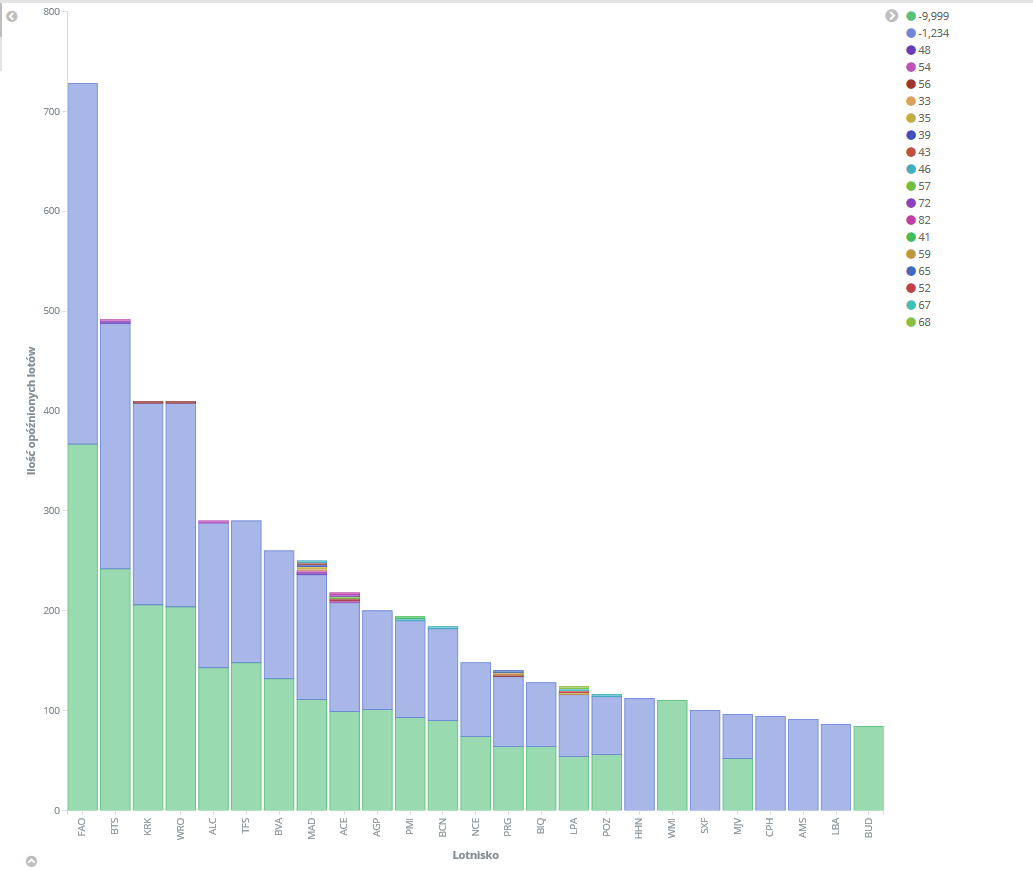 800
700
600
500
400
300
200
100
0
Ilość opóźnionych lotów
FAO
BTS
KRK
WRO
ALC
TFS
BVA
MAD
ACE
AGP
PMI
BCN
NCE
PRG
BIQ
LPA
POZ
HHN
WMI
SXF
MJV
CPH
AMS
LBA
BUD
Lotnisko
-9,999
-1,234
48
54
56
33
35
39
43
46
57
72
82
41
59
65
52
67
68